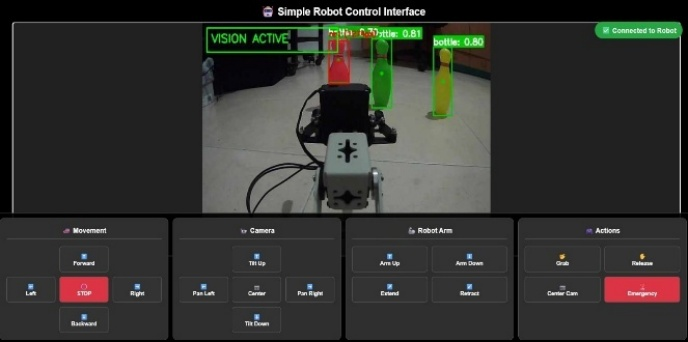 Simple Robot Control Interface
Connected to Robot
VISION ACTIVE
bottle: 0.81
bottle: 0.80
Movement
Forward
Left
STOP
Right
Backward
Camera
Tilt Up
Pan Left
Center
Pan Right
Tilt Down
Robot Arm
Arm Up
Arm Down
Extend
Retract
Actions
Grab
Release
Center Cam
Emergency